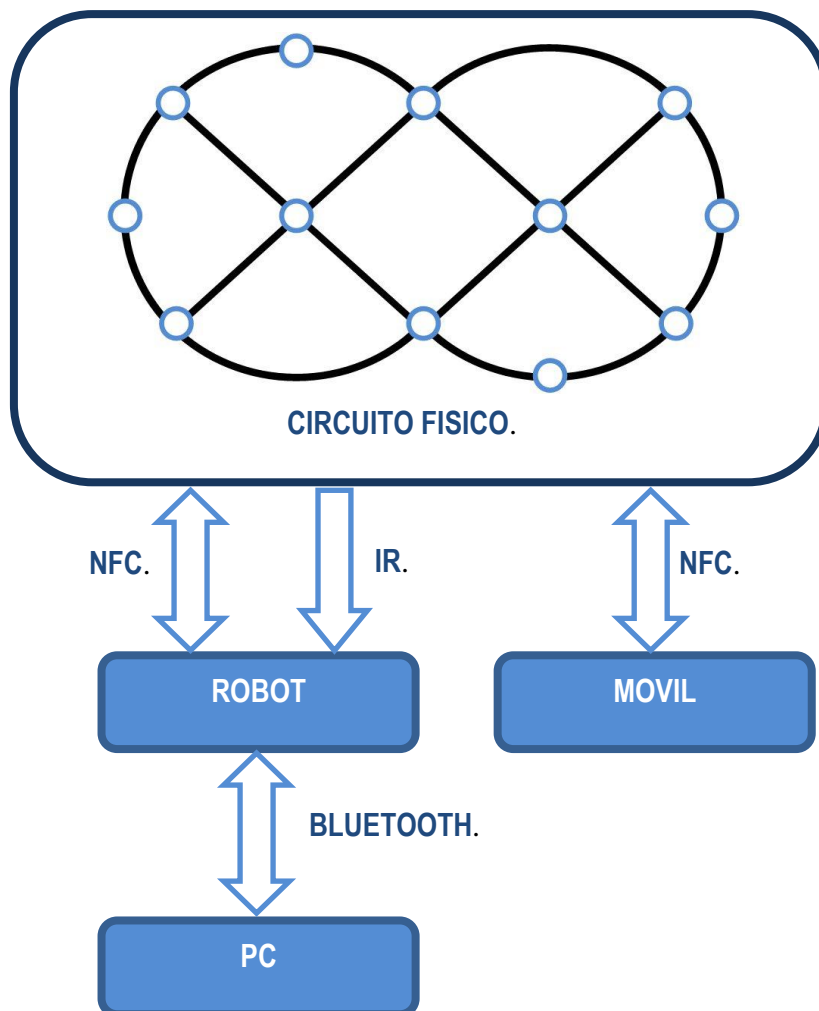 CIRCUITO FISICO.
NFC.
IR.
NFC.
ROBOT
MOVIL
BLUETOOTH.
PC